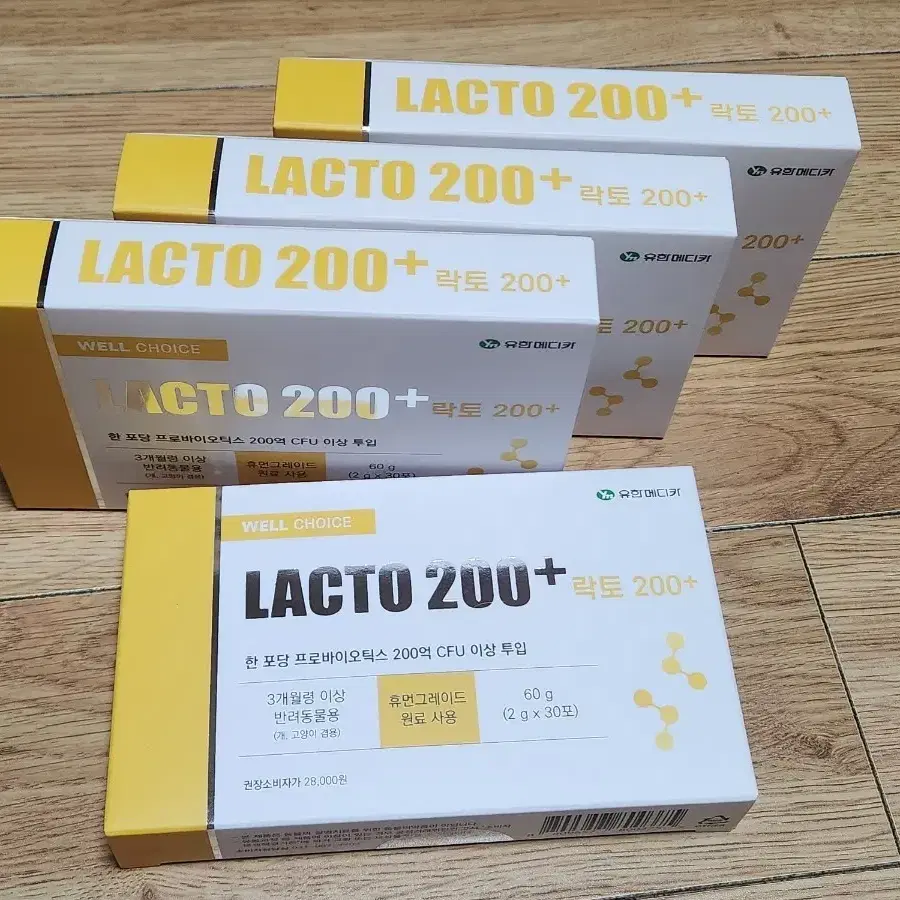 LACTO 200+ 락토 200+
유한메디카
200+
LACTO 200+ 락토 200+
유한메디카
토 200+
LACTO 200+ 락토 200+
WELL CHOICE
유한메디카
LACTO 200+ 락토 200+
한 포당 프로바이오틱스 200억 CFU 이상 투입
3개월령 이상
반려동물용
(개, 고양이 겸용)
휴먼그레이드
원료 사용
60 g
(2 g x 30포)
WELL CHOICE
유한메디카
LACTO 200+ 락토 200+
한 포당 프로바이오틱스 200억 CFU 이상 투입
3개월령 이상
반려동물용
(개, 고양이 겸용)
휴먼그레이드
원료 사용
60 g
(2 g x 30포)
권장소비자가 28,000원